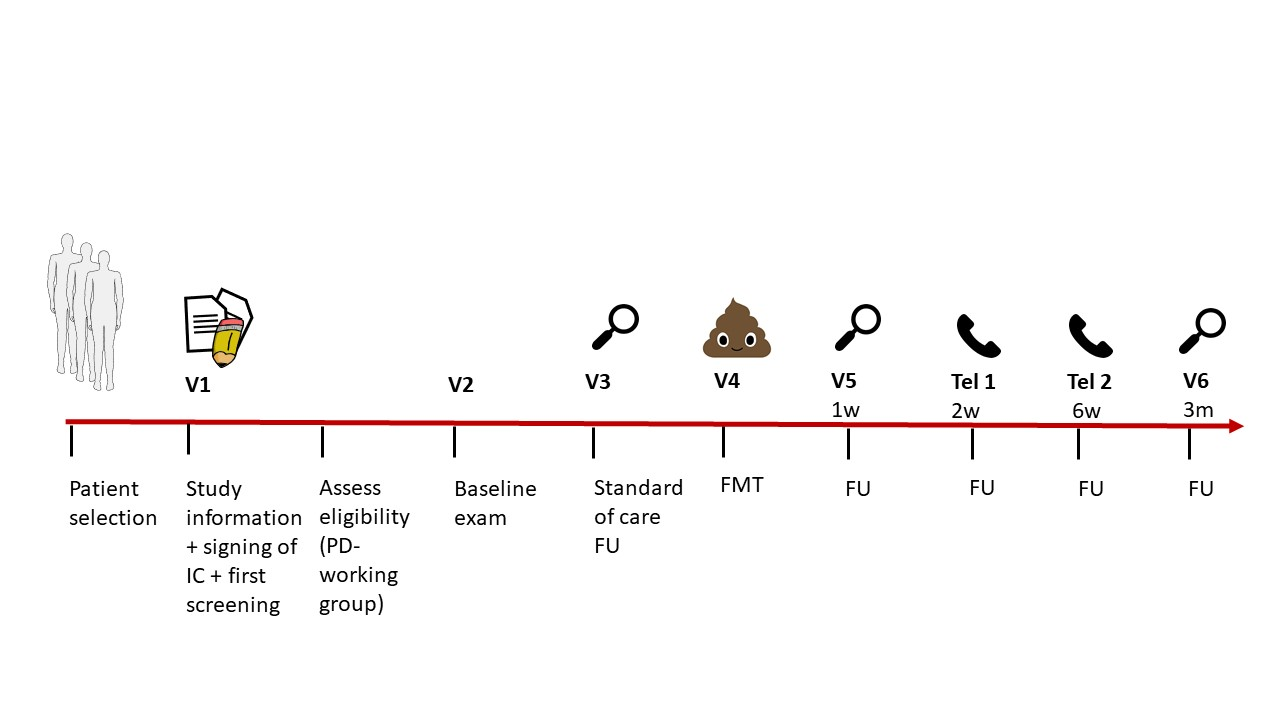 V1
V2
V3
V4
V5
1w
Tel 1
2w
Tel 2
6w
V6
3m
Patient
selection
Study
information
+ signing of
IC + first
screening
Assess
eligibility
(PD-
working
group)
Baseline
exam
Standard
of care
FU
FMT
FU
FU
FU
FU